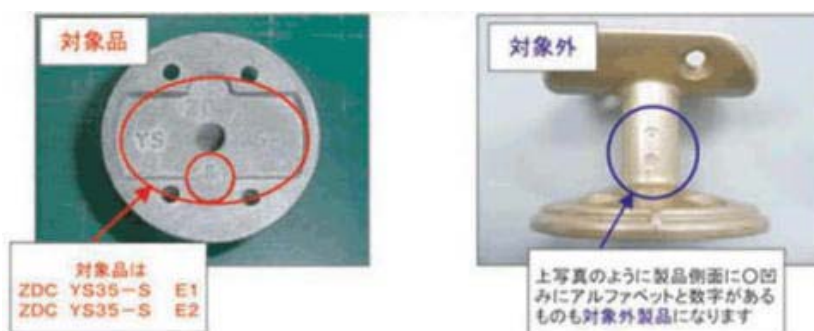 対象品
ZDC
YS
対象品は
ZDC YS35-S E1
ZDC YS35-S E2
対象外
上写真のように製品側面に〇凹
みにアルファベットと数字がある
ものも対象外製品になります